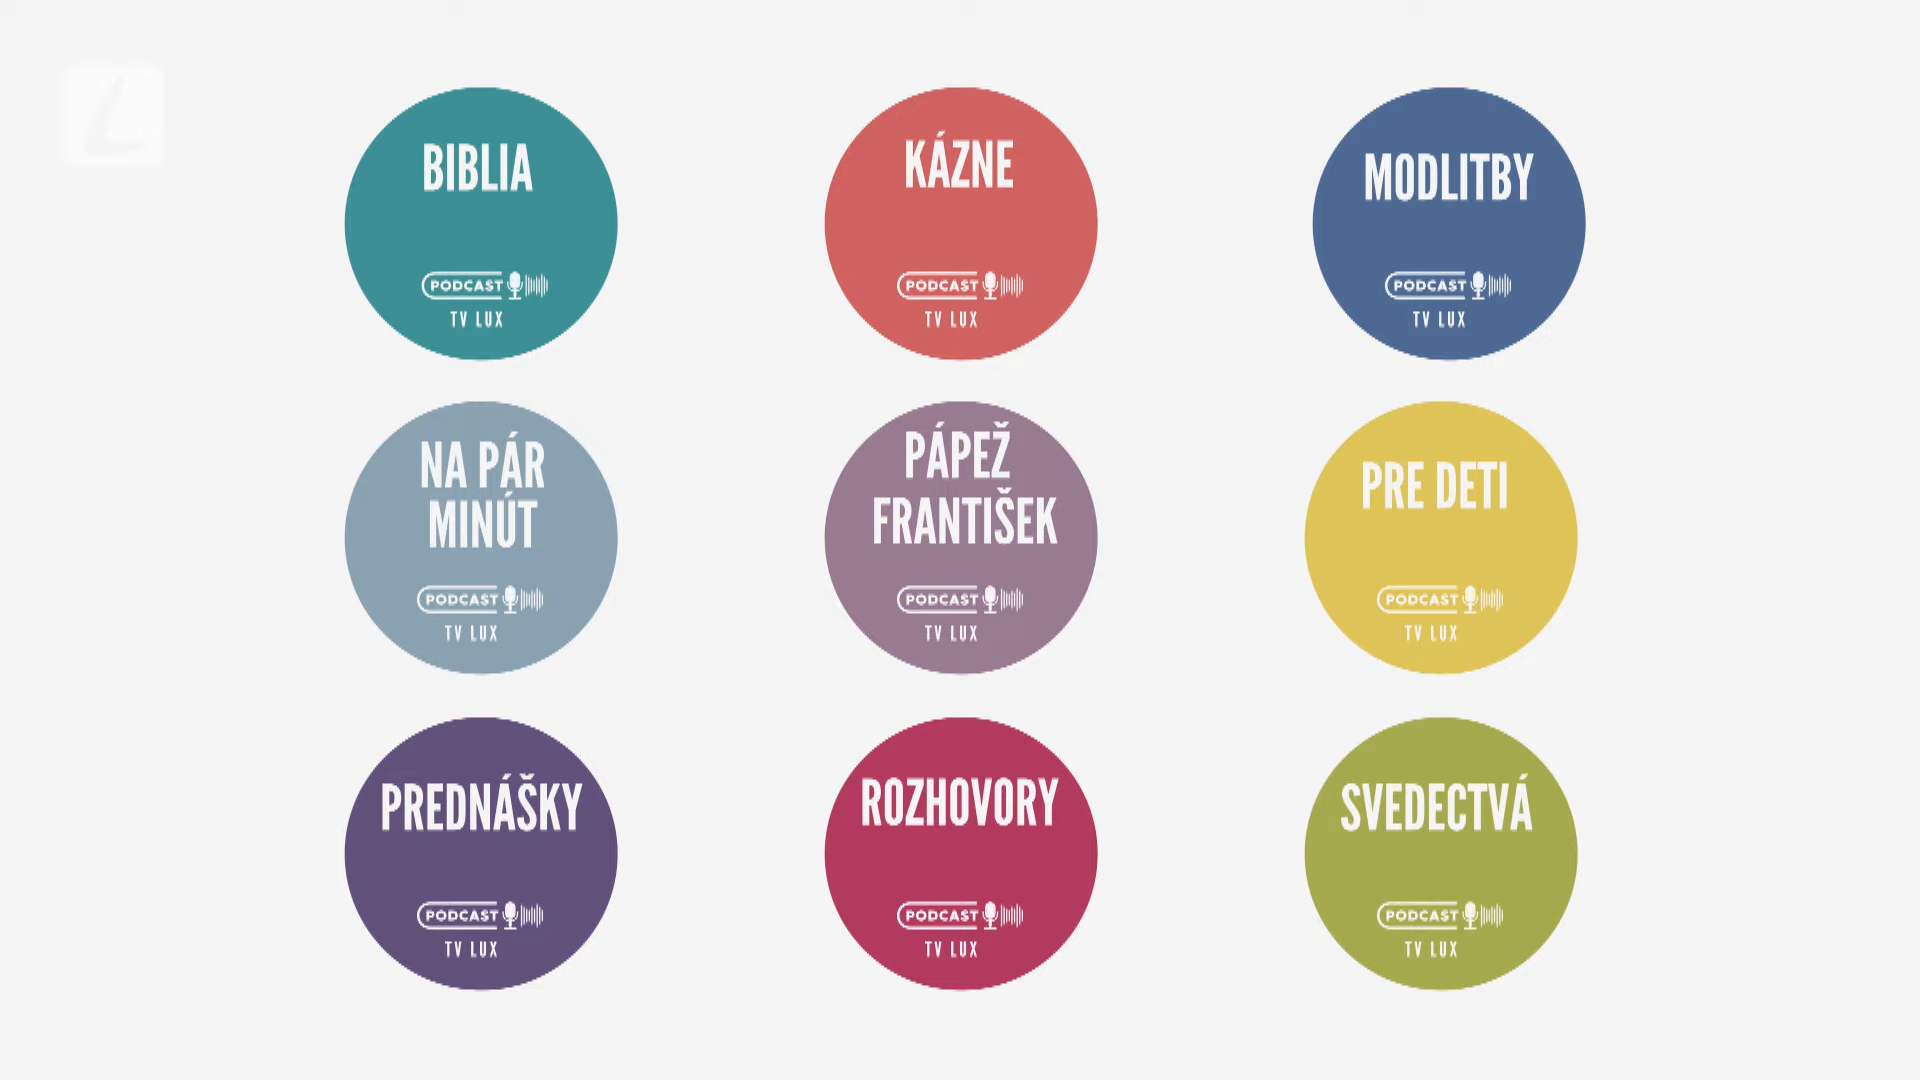 BIBLIA
PODCAST
TV LUX
KÁZNE
PODCAST
TV LUX
MODLITBY
PODCAST
TV LUX
NA PÁR
MINÚT
PODCAST
TV LUX
PÁPEŽ
FRANTIŠEK
PODCAST
TV LUX
PRE DETI
PODCAST
TV LUX
PREDNÁŠKY
PODCAST
TV LUX
ROZHOVORY
PODCAST
TV LUX
SVEDECTVÁ
PODCAST
TV LUX